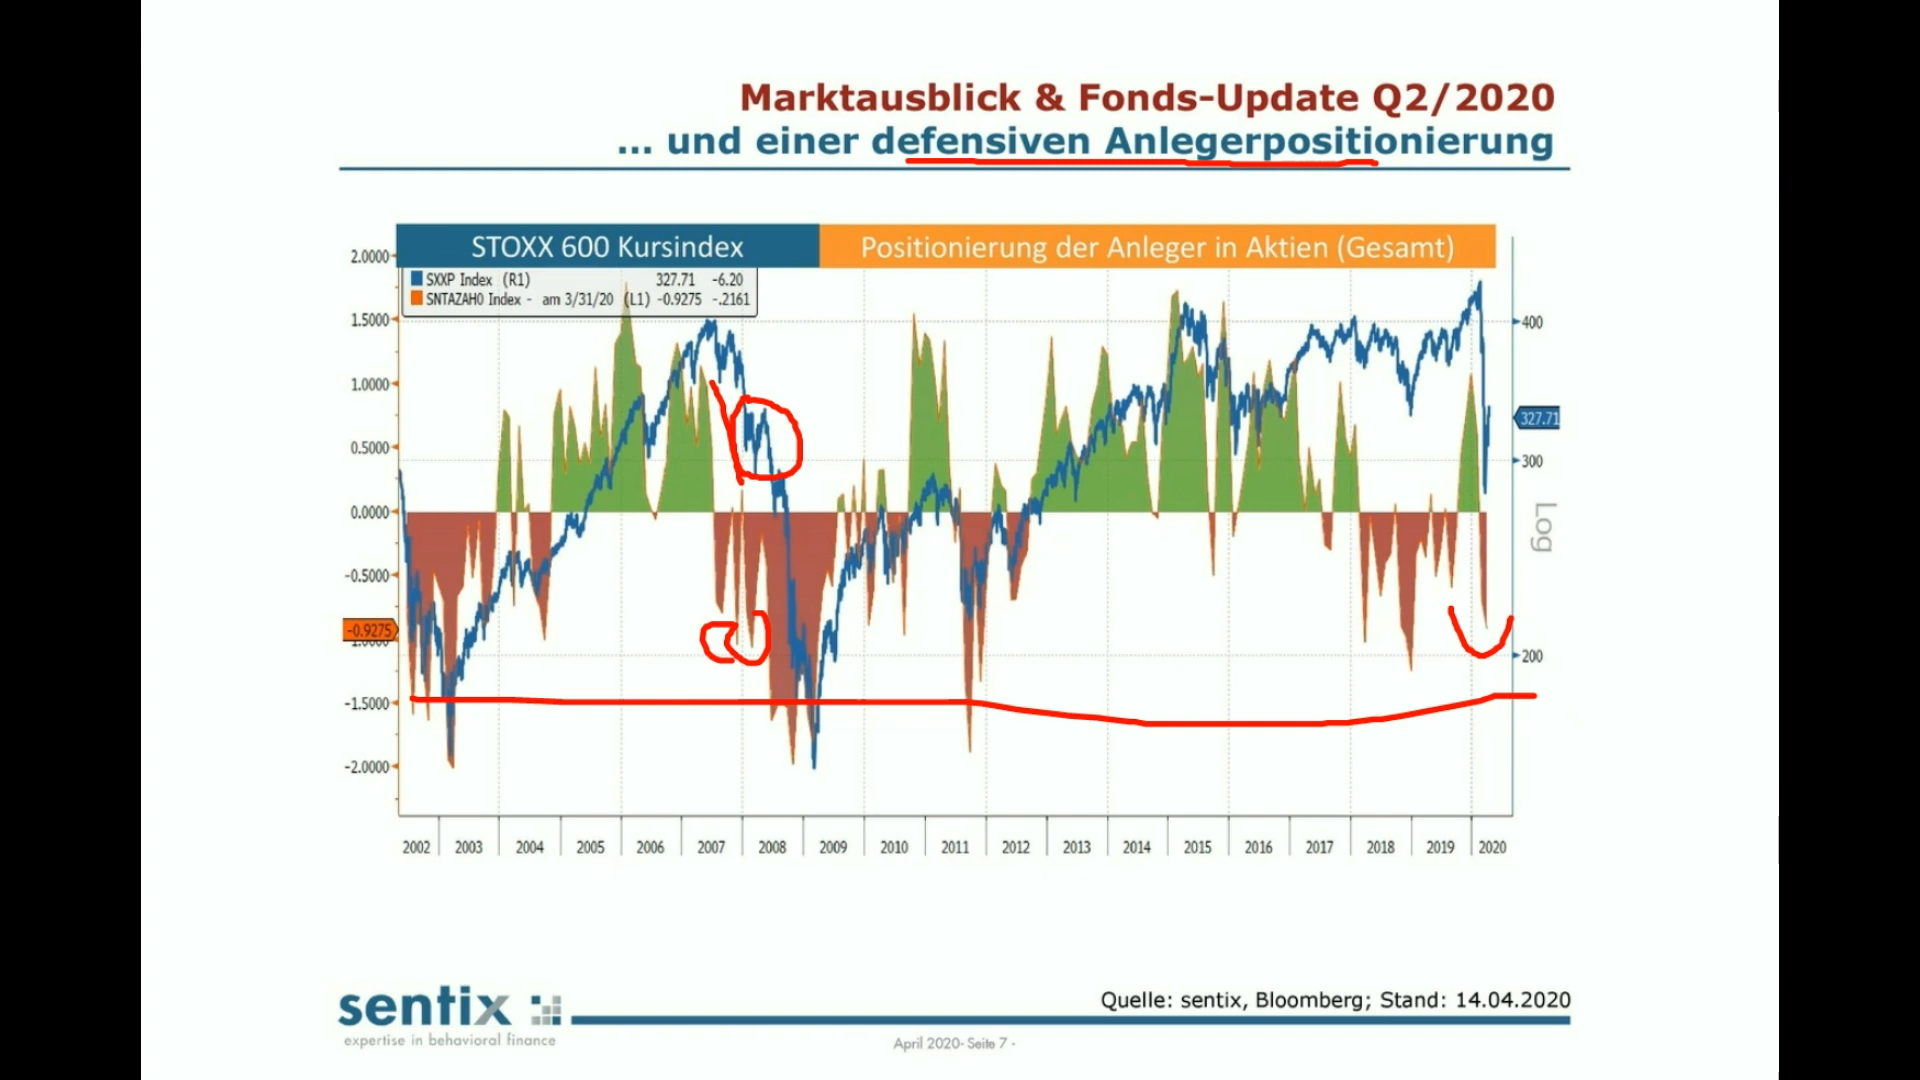 Marktausblick & Fonds-Update Q2/2020
... und einer defensiven Anlegerpositionierung
STOXX 600 Kursindex
Positionierung der Anleger in Aktien (Gesamt)
SXXP Index (R1) 327.71 -6.20
SNTAZAH0 Index - am 3/31/20 (L1) -0.9275 -.2161
2.0000
1.5000
1.0000
0.5000
0.0000
-0.5000
-0.9275
-1.0000
-1.5000
-2.0000
400
327.71
300
Log
200
2002 2003 2004 2005 2006 2007 2008 2009 2010 2011 2012 2013 2014 2015 2016 2017 2018 2019 2020
sentix
expertise in behavioral finance
Quelle: sentix, Bloomberg; Stand: 14.04.2020
April 2020- Seite 7 -